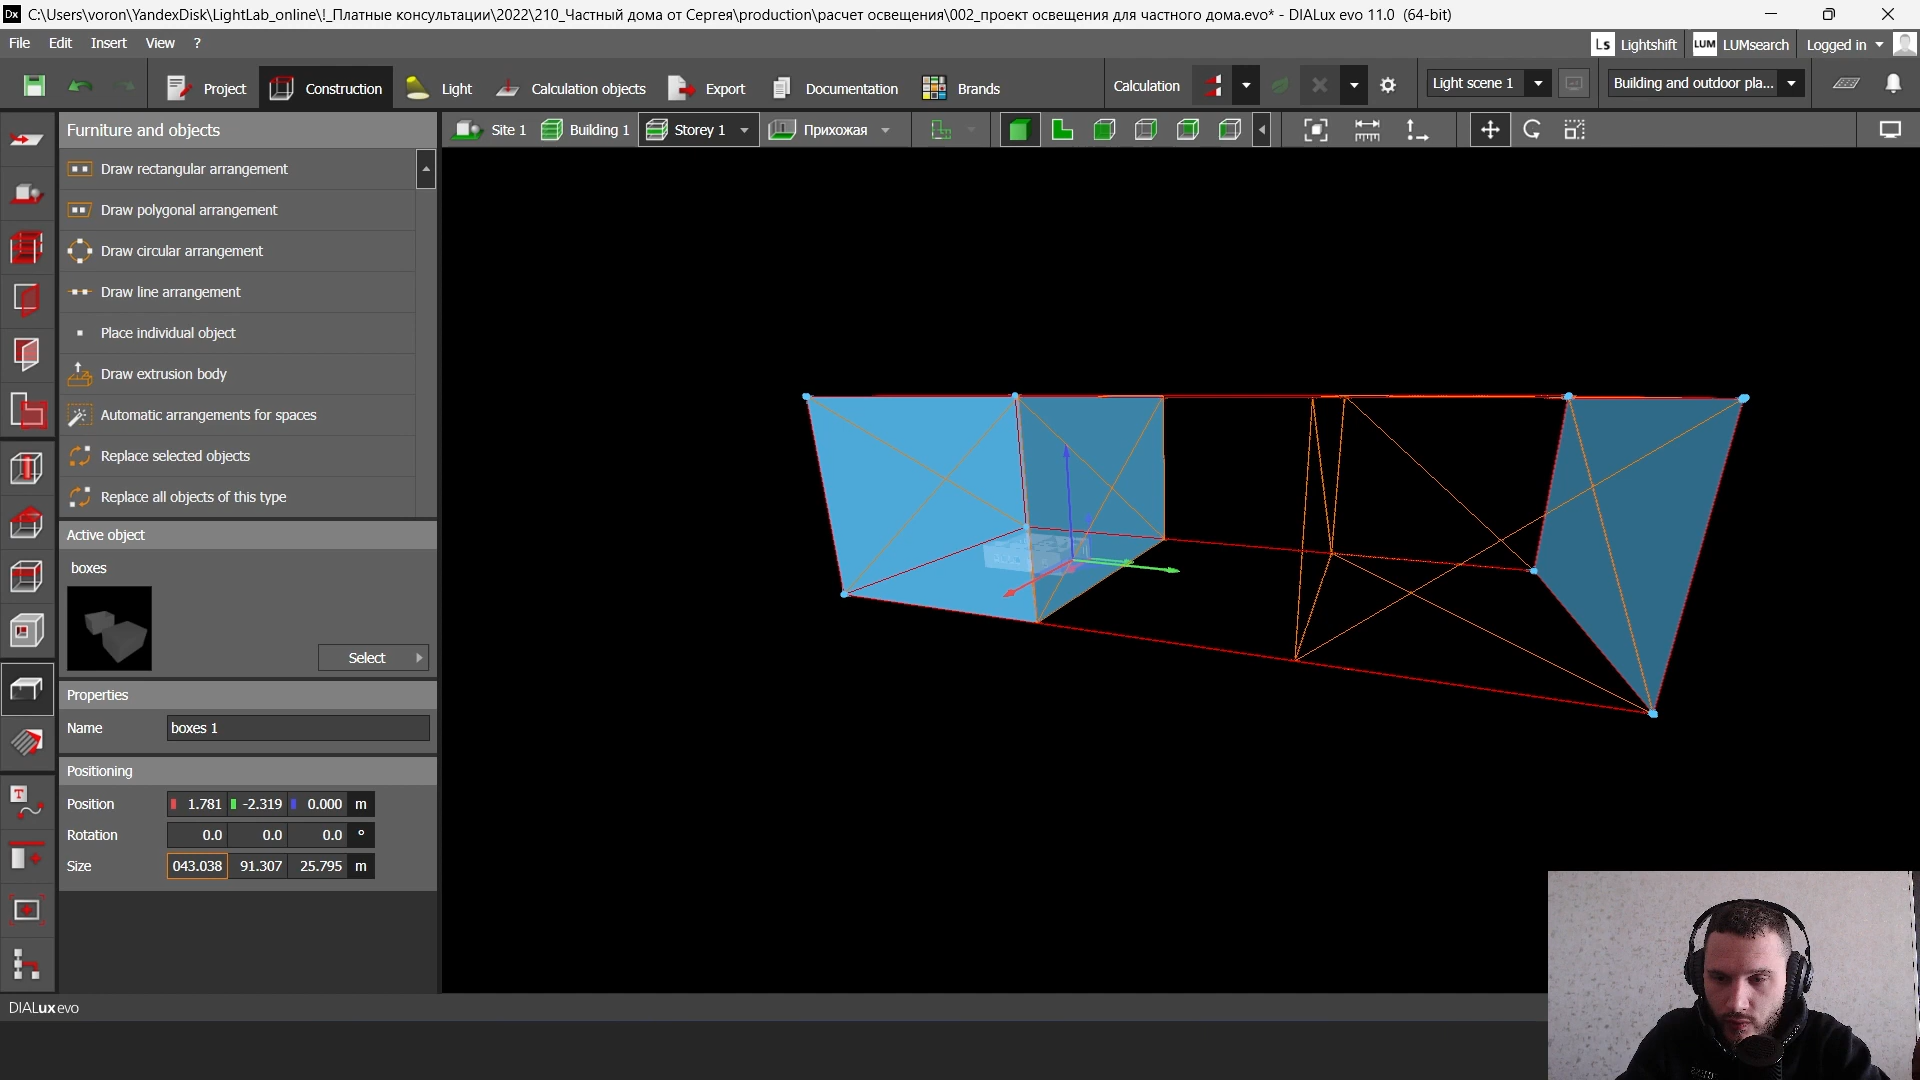 Dx C:\Users\voron\YandexDisk\LightLab_online\!_Платные консультации\2022\210_Частный дома от Сергея\production\расчет освещения\002_проект освещения для частного дома.evo* - DIALux evo 11.0 (64-bit)
File Edit Insert View ? Ls Lightshift LUM LUMsearch Logged in
Project Construction Light Calculation objects Export Documentation Brands Calculation Light scene 1 Building and outdoor pla...
Furniture and objects Site 1 Building 1 Storey 1 Прихожая
Draw rectangular arrangement
Draw polygonal arrangement
Draw circular arrangement
Draw line arrangement
Place individual object
Draw extrusion body
Automatic arrangements for spaces
Replace selected objects
Replace all objects of this type
Active object
boxes
Select
Properties
Name boxes 1
Positioning
Position 1.781 -2.319 0.000 m
Rotation 0.0 0.0 0.0 °
Size 043.038 91.307 25.795 m
DIALux evo